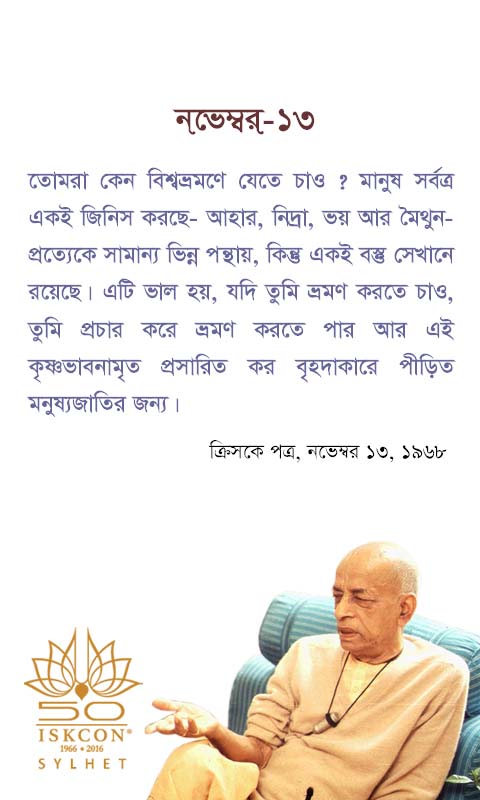 নভেম্বর-১৩
তোমরা কেন বিশ্বভ্রমণে যেতে চাও ? মানুষ সর্বত্র
একই জিনিস করছে- আহার, নিদ্রা, ভয় আর মৈথুন-
প্রত্যেকে সামান্য ভিন্ন পন্থায়, কিন্তু একই বস্তু সেখানে
রয়েছে। এটি ভাল হয়, যদি তুমি ভ্রমণ করতে চাও,
তুমি প্রচার করে ভ্রমণ করতে পার আর এই
কৃষ্ণভাবনামৃত প্রসারিত কর বৃহদাকারে পীড়িত
মনুষ্যজাতির জন্য।
ক্রিসকে পত্র, নভেম্বর ১৩, ১৯৬৮
50
ISKCON®
1966 • 2016
SYLHET